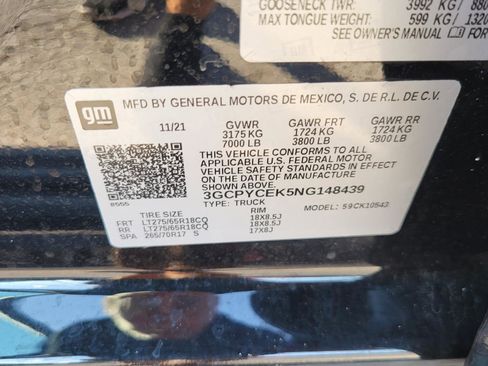 GOOSENECK TWR: 3992 KG / 880
MAX TONGUE WEIGHT: 599 KG / 1320
SEE OWNER'S MANUAL FOR
gm
MFD BY GENERAL MOTORS DE MEXICO, S. DE R.L. DE C.V.
11/21 GVWR GAWR FRT GAWR RR
3175 KG 1724 KG 1724 KG
7000 LB 3800 LB 3800 LB
THIS VEHICLE CONFORMS TO ALL
APPLICABLE U.S. FEDERAL MOTOR
VEHICLE SAFETY STANDARDS IN EFFECT
ON THE DATE OF MANUFACTURE SHOWN ABOVE.
3GCPYCEK5NG148439
8555 TYPE: TRUCK MODEL: 59CK10543
TIRE SIZE RIM
FRT LT275/65R18CQ 18X8.5J
RR LT275/65R18CQ 18X8.5J
SPA 265/70R17 S 17X8J